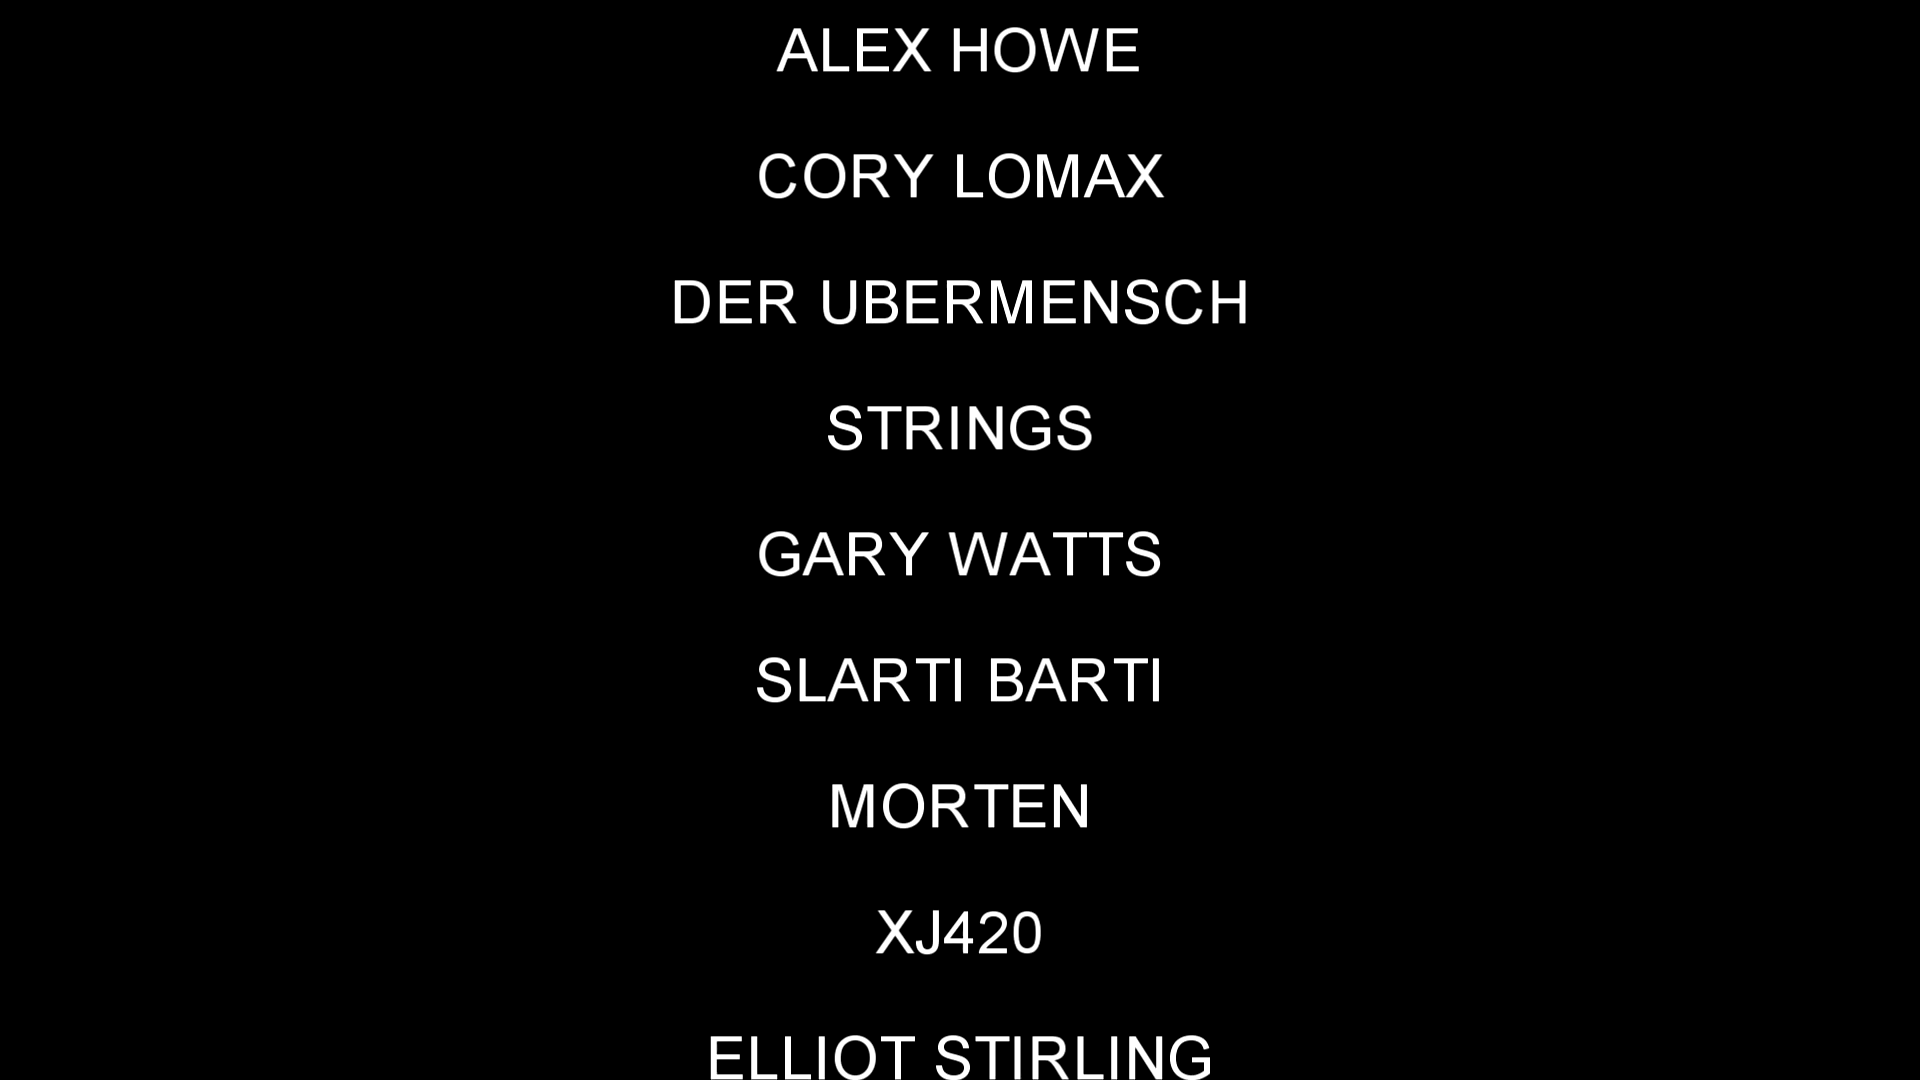 ALEX HOWE
CORY LOMAX
DER UBERMENSCH
STRINGS
GARY WATTS
SLARTI BARTI
MORTEN
XJ420
ELLIOT STIRLING